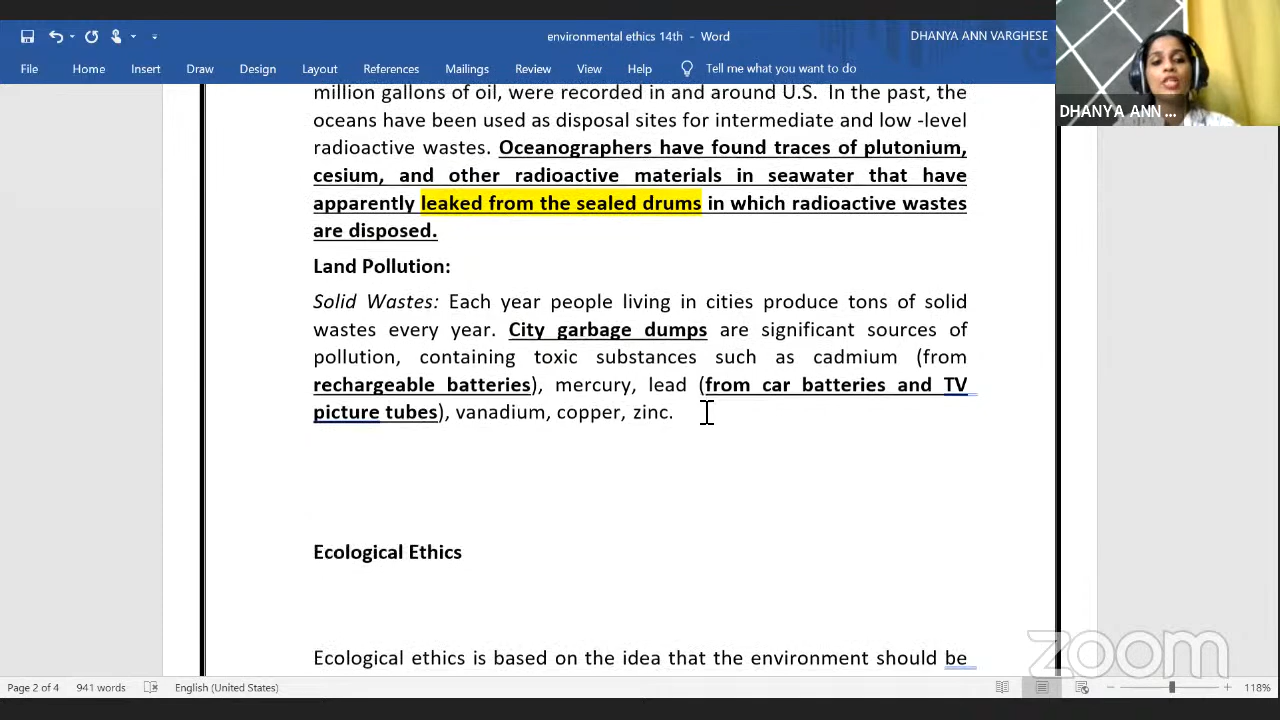 environmental ethics 14th - Word
DHANYA ANN VARGHESE
File Home Insert Draw Design Layout References Mailings Review View Help Tell me what you want to do
DHANYA ANN ...
million gallons of oil, were recorded in and around U.S. In the past, the
oceans have been used as disposal sites for intermediate and low -level
radioactive wastes. Oceanographers have found traces of plutonium,
cesium, and other radioactive materials in seawater that have
apparently leaked from the sealed drums in which radioactive wastes
are disposed.
Land Pollution:
Solid Wastes: Each year people living in cities produce tons of solid
wastes every year. City garbage dumps are significant sources of
pollution, containing toxic substances such as cadmium (from
rechargeable batteries), mercury, lead (from car batteries and TV
picture tubes), vanadium, copper, zinc.
Ecological Ethics
Ecological ethics is based on the idea that the environment should be
zoom
Page 2 of 4 941 words English (United States) 118%